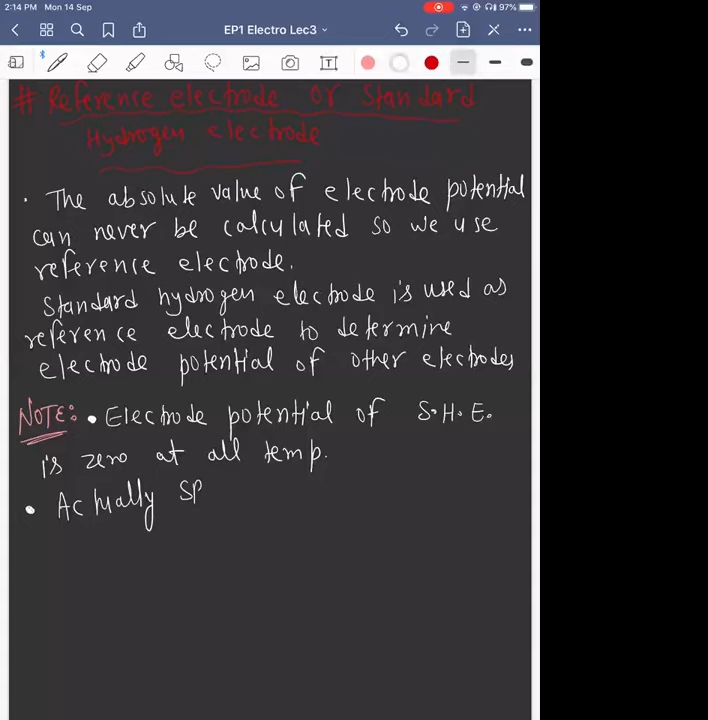 2:14 PM Mon 14 Sep
97%
EP1 Electro Lec3
# Reference electrode or Standard
Hydrogen electrode
• The absolute value of electrode potential
can never be calculated so we use
reference electrode.
Standard hydrogen electrode is used as
reference electrode to determine
electrode potential of other electrodes
NOTE: • Electrode potential of S.H.E.
is zero at all temp.
• Actually SP